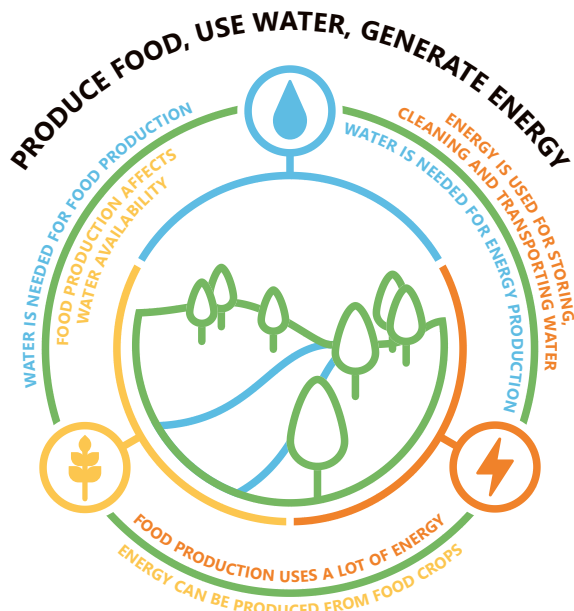 PRODUCE FOOD, USE WATER, GENERATE ENERGY
WATER IS NEEDED FOR FOOD PRODUCTION
FOOD PRODUCTION AFFECTS
WATER AVAILABILITY
ENERGY IS USED FOR STORING,
CLEANING AND TRANSPORTING WATER
WATER IS NEEDED FOR ENERGY PRODUCTION
FOOD PRODUCTION USES A LOT OF ENERGY
ENERGY CAN BE PRODUCED FROM FOOD CROPS